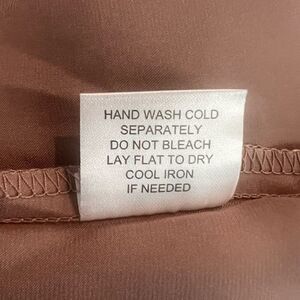 HAND WASH COLD
SEPARATELY
DO NOT BLEACH
LAY FLAT TO DRY
COOL IRON
IF NEEDED